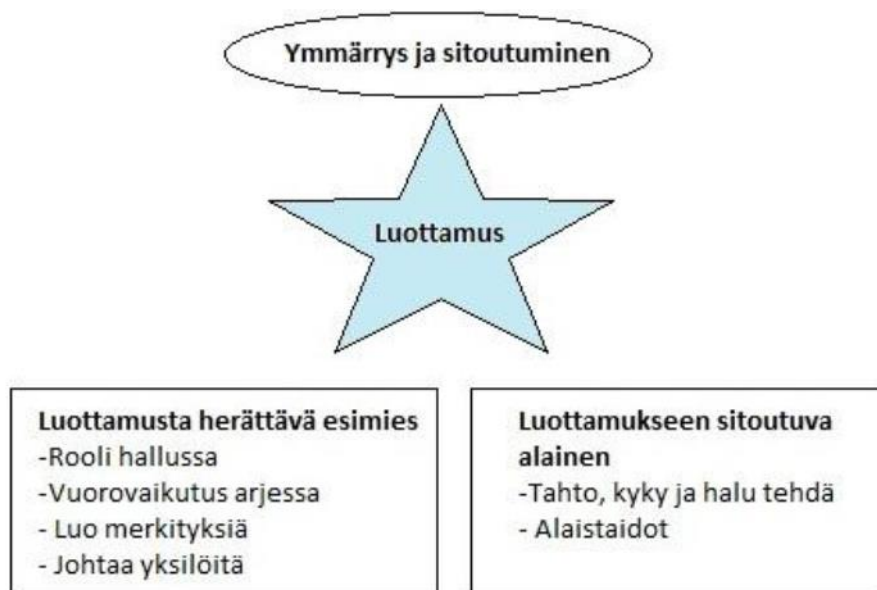 Ymmärrys ja sitoutuminen
Luottamus
Luottamusta herättävä esimies
-Rooli hallussa
-Vuorovaikutus arjessa
- Luo merkityksiä
- Johtaa yksilöitä
Luottamukseen sitoutuva
alainen
-Tahto, kyky ja halu tehdä
- Alaistaidot